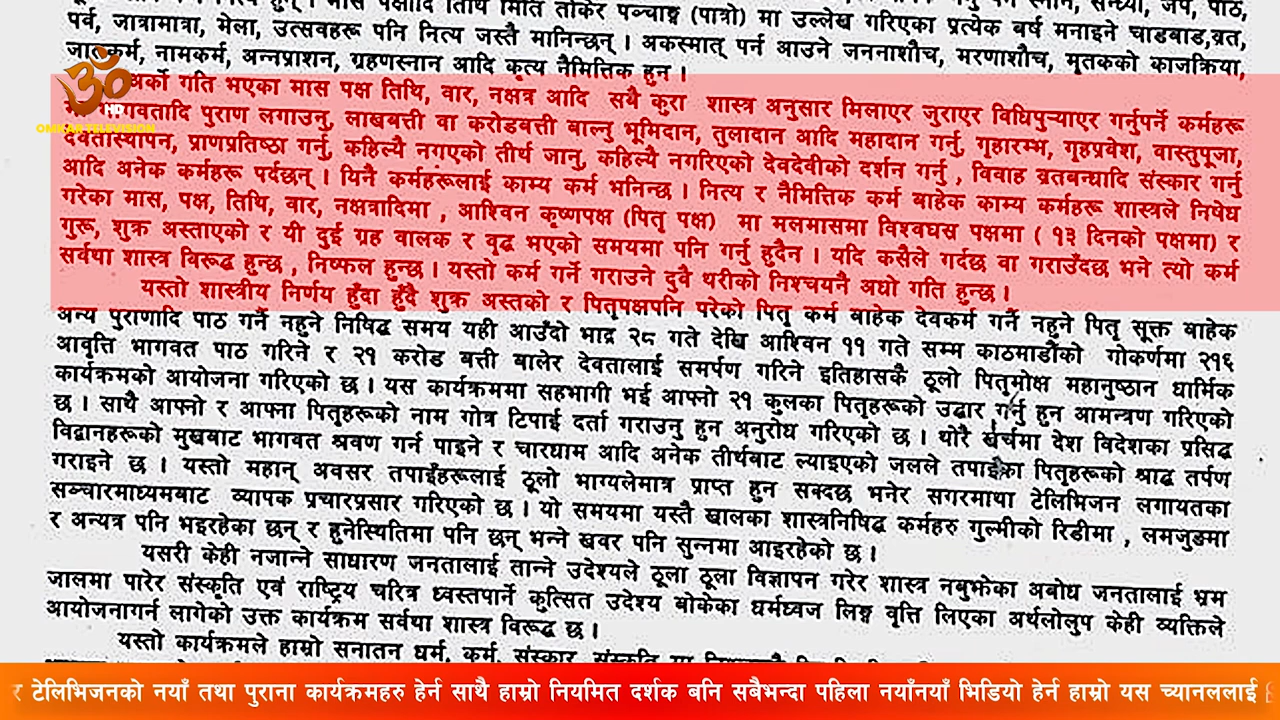 पर्व, जात्रामात्रा, मेला, उत्सवहरू पनि नित्य जस्तै मानिन्छन् । अकस्मात् पर्न आउने जननाशौच, मरणाशौच, मृतकको काजक्रिया,
जातकर्म, नामकर्म, अन्नप्राशन, ग्रहणस्नान आदि कृत्य नैमित्तिक हुन् ।
अर्को गति भएका मास पक्ष तिथि, वार, नक्षत्र आदि सथै कुरा शास्त्र अनुसार मिलाएर जुराएर विधिपुर्‍याएर गर्नुपर्ने कर्महरू
पुराण लगाउनु, लाखबत्ती वा करोडबत्ती बाल्नु भूमिदान, तुलादान आदि महादान गर्नु, गृहारम्भ, गृहप्रवेश, वास्तुपूजा,
देवतास्थापन, प्राणप्रतिष्ठा गर्नु, कहिल्यै नगएको तीर्थ जानु, कहिल्यै नगरिएको देवदेवीको दर्शन गर्नु , विवाह व्रतबन्धादि संस्कार गर्नु
आदि अनेक कर्महरू पर्दछन् । यिनै कर्महरूलाई काम्य कर्म भनिन्छ । नित्य र नैमित्तिक कर्म बाहेक काम्य कर्महरू शास्त्रले निषेध
गरेका मास, पक्ष, तिथि, वार, नक्षत्रादिमा , आश्विन कृष्णपक्ष (पितृ पक्ष) मा मलमासमा विश्वघस्र पक्षमा ( १३ दिनको पक्षमा) र
गुरू, शुक्र अस्ताएको र यी दुई ग्रह वालक र वृद्ध भएको समयमा पनि गर्नु हुदैन । यदि कसैले गर्दछ वा गराउँदछ भने त्यो कर्म
सर्वथा शास्त्र विरूद्ध हुन्छ , निष्फल हुन्छ । यस्तो कर्म गर्ने गराउने दुवै थरीको निश्चयनै अधो गति हुन्छ ।
यस्तो शास्त्रीय निर्णय हुँदा हुँदै शुक्र अस्तको र पितृपक्षपनि परेको पितृ कर्म बाहेक देवकर्म गर्ने नहुने पितृ सूक्त बाहेक
अन्य पुराणादि पाठ गर्ने नहुने निषिद्ध समय यही आउँदो भाद्र २८ गते देखि आश्विन ११ गते सम्म काठमाडौंको गोकर्णमा २१६
आवृत्ति भागवत पाठ गरिने र २१ करोड बत्ती बालेर देवतालाई समर्पण गरिने इतिहासकै ठूलो पितृमोक्ष महानुष्ठान धार्मिक
कार्यक्रमको आयोजना गरिएको छ । यस कार्यक्रममा सहभागी भई आफ्नो २१ कुलका पितृहरूको उद्धार गर्नु हुन आमन्त्रण गरिएको
छ । साथै आफ्नो र आफ्ना पितृहरूको नाम गोत्र टिपाई दर्ता गराउनु हुन अनुरोध गरिएको छ । थोरै खर्चमा देश विदेशका प्रसिद्ध
विद्वानहरूको मुखबाट भागवत श्रवण गर्न पाइने र चारधाम आदि अनेक तीर्थबाट ल्याइएको जलले तपाईंका पितृहरूको श्राद्ध तर्पण
गराइने छ । यस्तो महान् अवसर तपाइँहरूलाई ठूलो भाग्यलेमात्र प्राप्त हुन सक्दछ भनेर सगरमाथा टेलिभिजन लगायतका
सञ्चारमाध्यमबाट व्यापक प्रचारप्रसार गरिएको छ । यो समयमा यस्तै खालका शास्त्रनिषिद्ध कर्महरु गुल्मीको रिडीमा , लमजुङमा
र अन्यत्र पनि भइरहेका छन् र हुनेस्थितिमा पनि छन् भन्ने खवर पनि सुन्नमा आइरहेको छ ।
यसरी केही नजान्ने साधारण जनतालाई तान्ने उदेश्यले ठूला ठूला विज्ञापन गरेर शास्त्र नबुझेका अबोध जनतालाई भ्रम
जालमा पारेर संस्कृति एवं राष्ट्रिय चरित्र ध्वस्तपार्ने कुत्सित उदेश्य बोकेका धर्मध्वज लिङ्ग वृत्ति लिएका अर्थलोलुप केही व्यक्तिले
आयोजनागर्न लागेको उक्त कार्यक्रम सर्वथा शास्त्र विरूद्ध छ ।
यस्तो कार्यक्रमले हाम्रो सनातन धर्म, कर्म, संस्कार, संस्कृति
ॐ
HD
OMKAR TELEVISION
र टेलिभिजनको नयाँ तथा पुराना कार्यक्रमहरु हेर्न साथै हाम्रो नियमित दर्शक बनि सबैभन्दा पहिला नयाँनयाँ भिडियो हेर्न हाम्रो यस च्यानललाई